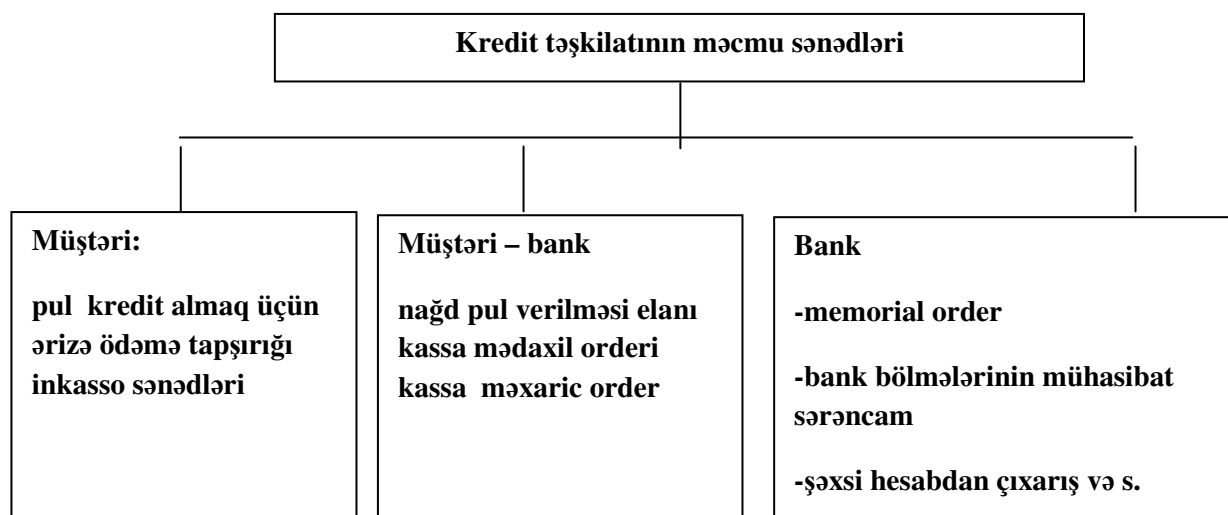 Kredit təşkilatının məcmu sənədləri
Müştəri:
pul kredit almaq üçün
ərizə ödəmə tapşırığı
inkasso sənədləri
Müştəri – bank
nağd pul verilməsi elanı
kassa mədaxil orderi
kassa məxaric order
Bank
-memorial order
-bank bölmələrinin mühasibat
sərəncam
-şəxsi hesabdan çıxarış və s.